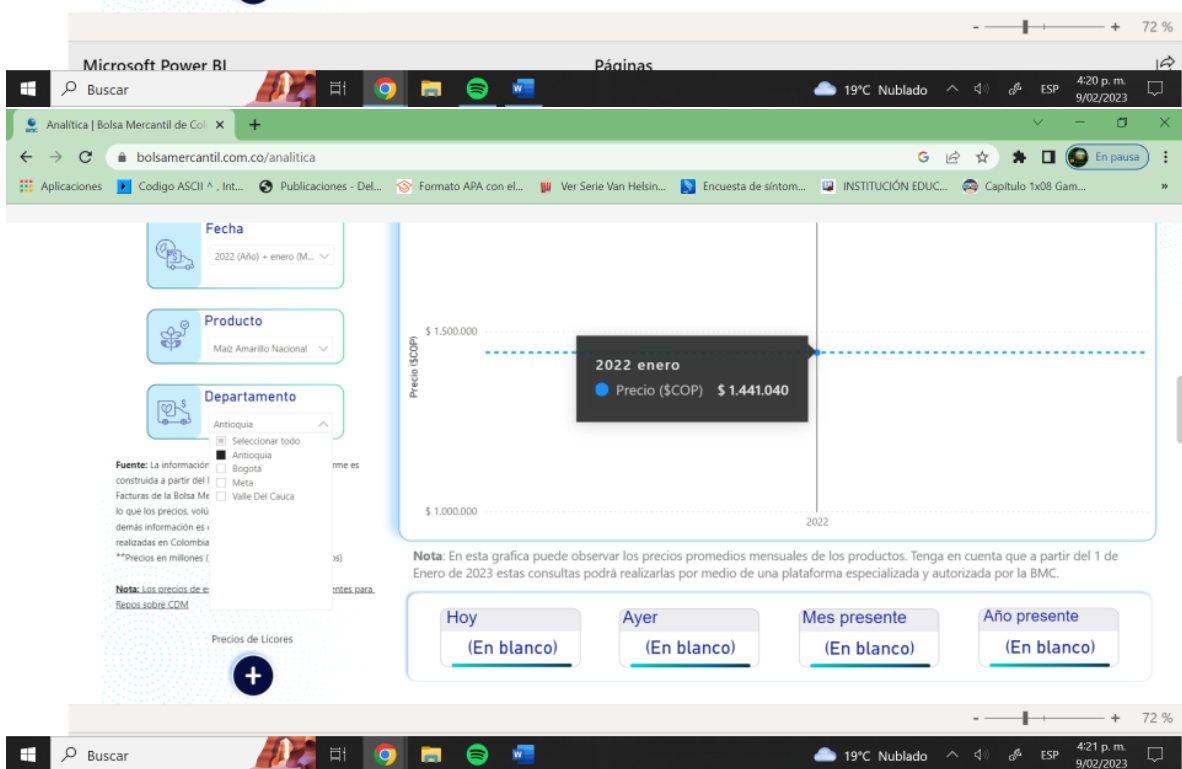 - + 72 %
Microsoft Power BI Páginas
Buscar 19°C Nublado ESP 4:20 p. m.
9/02/2023
Analítica | Bolsa Mercantil de Col
bolsamercantil.com.co/analitica En pausa
Aplicaciones Codigo ASCII ^ , Int... Publicaciones - Del... Formato APA con el... Ver Serie Van Helsin... Encuesta de síntom... INSTITUCIÓN EDUC... Capítulo 1x08 Gam... »
Fecha
2022 (Año) + enero (M...
Producto
Maíz Amarillo Nacional
Departamento
Antioquia
Seleccionar todo
Antioquia
Bogotá
Meta
Valle Del Cauca
Fuente: La información rme es
construida a partir del
Facturas de la Bolsa Me
lo que los precios, volú
demás información es
realizadas en Colombia
**Precios en millones ( os)
Nota: Los precios de e ntes para
Repos sobre CDM
Precios de Licores
+
Precio ($COP)
$ 1.500.000
2022 enero
Precio ($COP) $ 1.441.040
$ 1.000.000
2022
Nota: En esta grafica puede observar los precios promedios mensuales de los productos. Tenga en cuenta que a partir del 1 de
Enero de 2023 estas consultas podrá realizarlas por medio de una plataforma especializada y autorizada por la BMC.
Hoy Ayer Mes presente Año presente
(En blanco) (En blanco) (En blanco) (En blanco)
- + 72 %
Buscar 19°C Nublado ESP 4:21 p. m.
9/02/2023